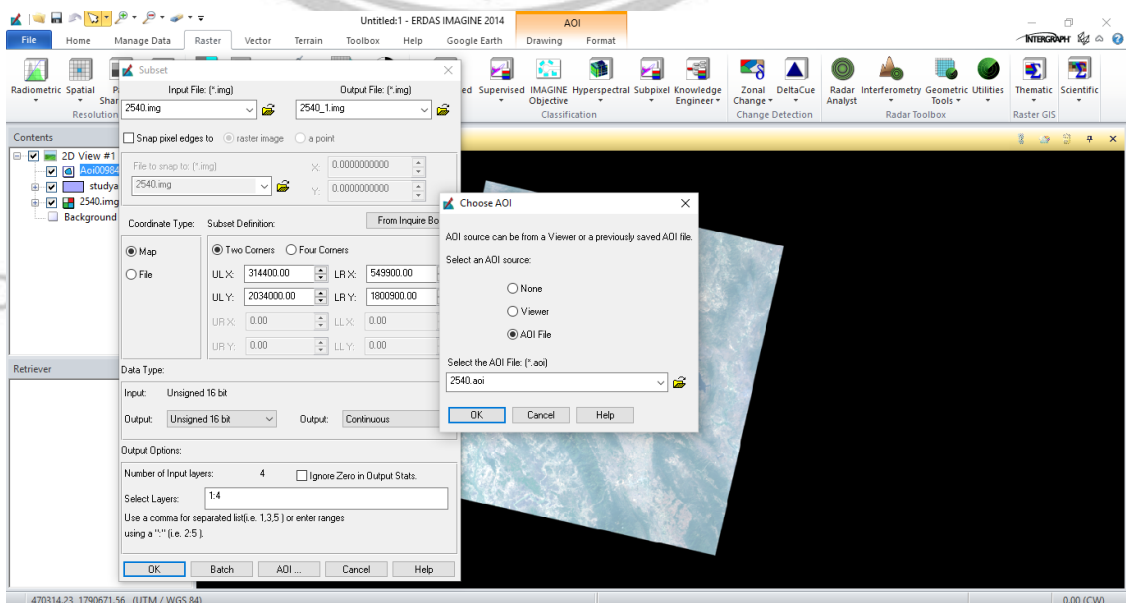 Untitled:1 - ERDAS IMAGINE 2014
AOI
File Home Manage Data Raster Vector Terrain Toolbox Help Google Earth Drawing Format
INTERGRAPH
Radiometric Spatial
Shar
Resolution
ed Supervised IMAGINE Objective Hyperspectral Subpixel Knowledge Engineer
Classification
Zonal Change DeltaCue
Change Detection
Radar Analyst Interferometry Geometric Tools Utilities
Radar Toolbox
Thematic Scientific
Raster GIS
Contents
2D View #1
Aoi00984
studya
2540.img
Background
Retriever
Subset
Input File: (*.img) Output File: (*.img)
2540.img 2540_1.img
Snap pixel edges to raster image a point
File to snap to: (*.img) X: 0.0000000000
2540.img Y: 0.0000000000
Coordinate Type: Subset Definition: From Inquire Bo
Map Two Corners Four Corners
File UL X: 314400.00 LR X: 549900.00
UL Y: 2034000.00 LR Y: 1800900.00
UR X: 0.00 LL X: 0.00
UR Y: 0.00 LL Y: 0.00
Data Type:
Input: Unsigned 16 bit
Output: Unsigned 16 bit Output: Continuous
Output Options:
Number of Input layers: 4 Ignore Zero in Output Stats.
Select Layers: 1:4
Use a comma for separated list(i.e. 1,3,5 ) or enter ranges
using a ":" (i.e. 2:5 ).
OK Batch AOI ... Cancel Help
Choose AOI
AOI source can be from a Viewer or a previously saved AOI file.
Select an AOI source:
None
Viewer
AOI File
Select the AOI File: (*.aoi)
2540.aoi
OK Cancel Help
470314.23, 1790671.56 (UTM / WGS 84) 0.00 (CW)